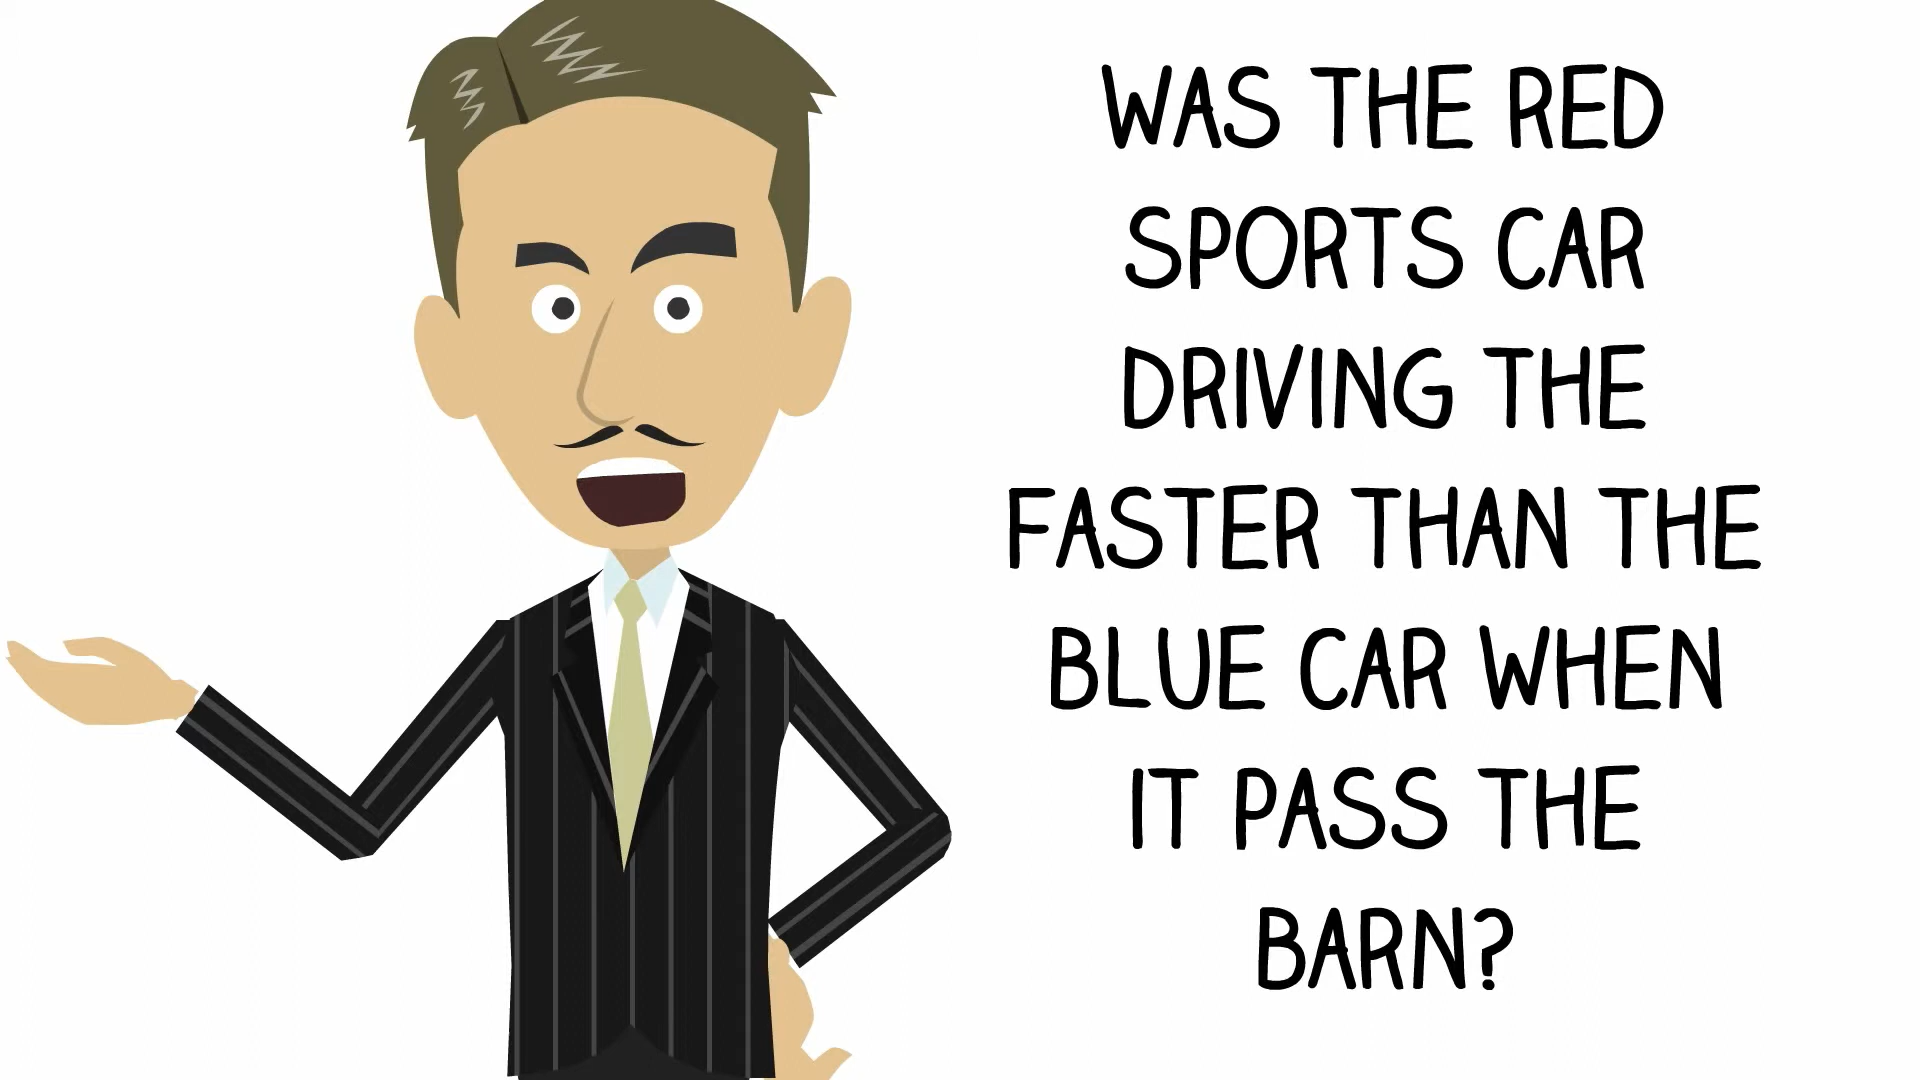 WAS THE RED
SPORTS CAR
DRIVING THE
FASTER THAN THE
BLUE CAR WHEN
IT PASS THE
BARN?